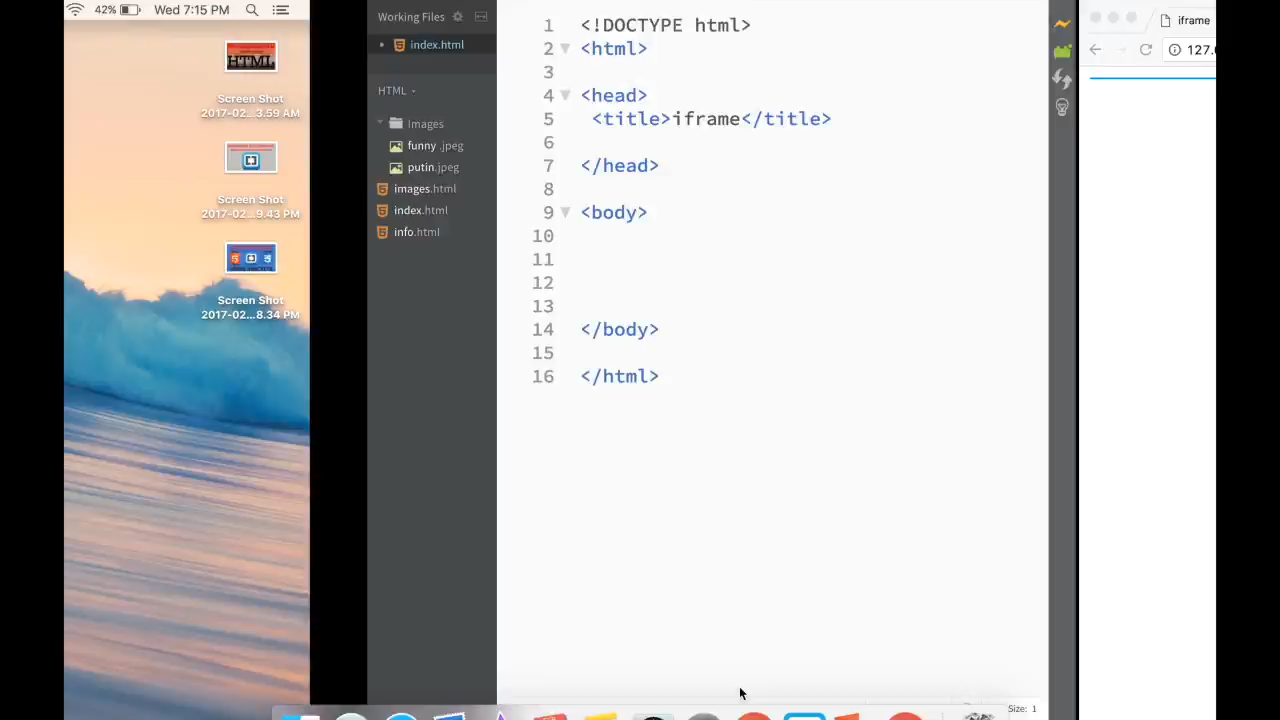 42%
Wed 7:15 PM
HTML
Screen Shot
2017-02...3.59 AM
Screen Shot
2017-02...9.43 PM
Screen Shot
2017-02...8.34 PM
Working Files
index.html
HTML
Images
funny .jpeg
putin.jpeg
images.html
index.html
info.html
1 <!DOCTYPE html>
2 <html>
3
4 <head>
5 <title>iframe</title>
6
7 </head>
8
9 <body>
10
11
12
13
14 </body>
15
16 </html>
Size: 1
iframe
127.